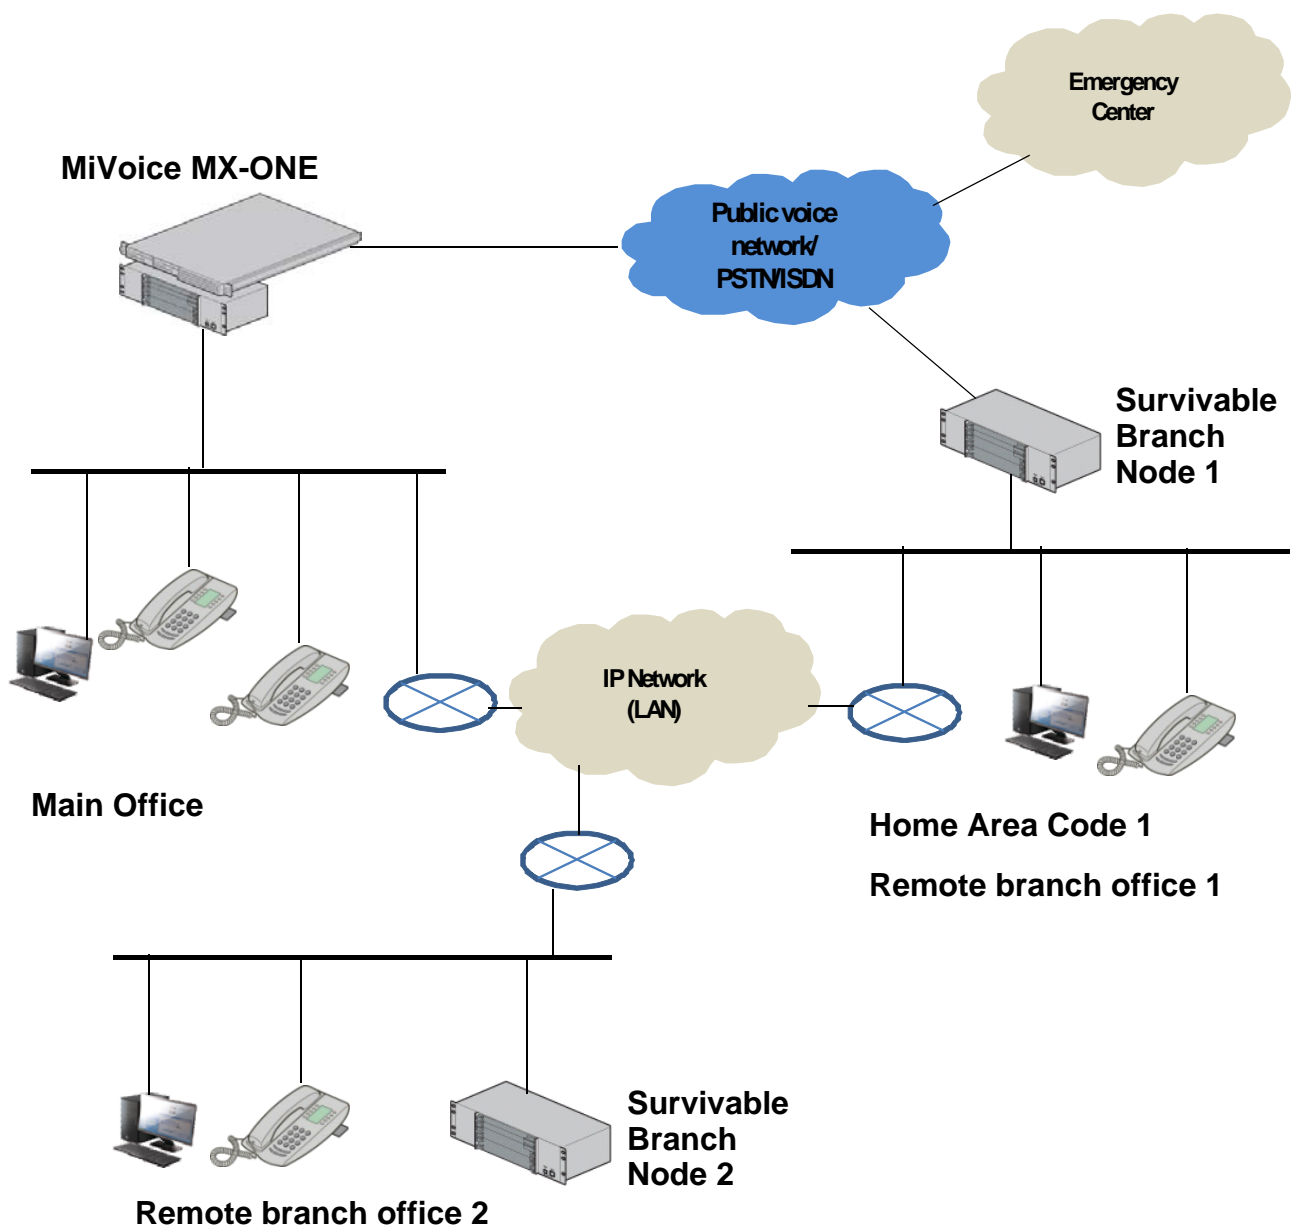 Emergency
Center
MiVoice MX-ONE
Public voice
network/
PSTN/ISDN
Survivable
Branch
Node 1
IP Network
(LAN)
Main Office
Home Area Code 1
Remote branch office 1
Survivable
Branch
Node 2
Remote branch office 2